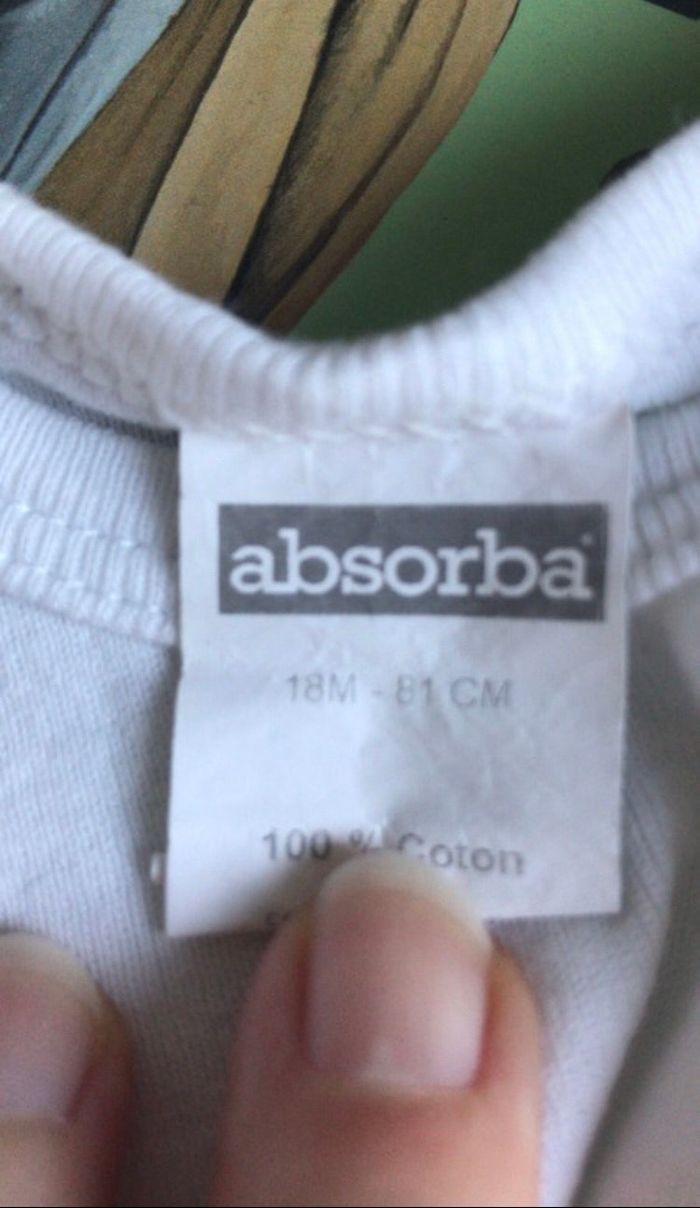 absorba
18M - 81 CM
100 % Coton